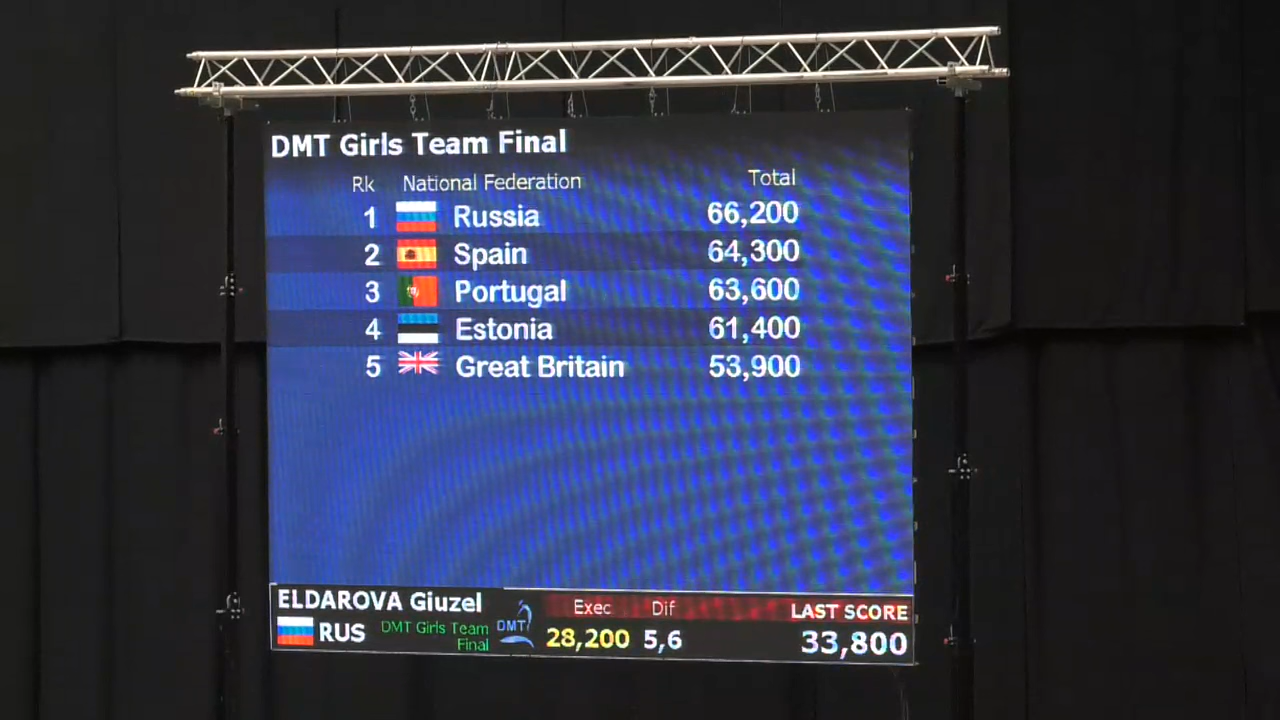 DMT Girls Team Final
Rk National Federation Total
1 Russia 66,200
2 Spain 64,300
3 Portugal 63,600
4 Estonia 61,400
5 Great Britain 53,900
ELDAROVA Giuzel
RUS
DMT Girls Team
Final
DMT
Exec Dif LAST SCORE
28,200 5,6 33,800